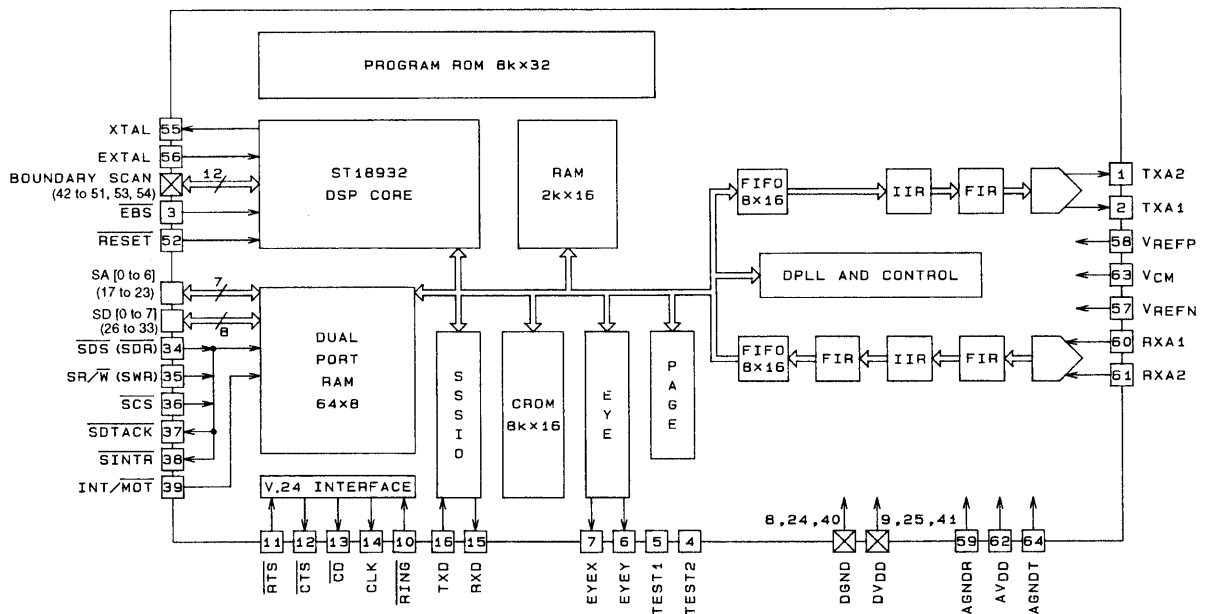 PROGRAM ROM 8k×32
XTAL
55
EXTAL
56
BOUNDARY SCAN
(42 to 51, 53, 54)
12
EBS
3
RESET
52
ST18932
DSP CORE
RAM
2k×16
FIFO
8×16
IIR
FIR
1
TXA2
2
TXA1
58
VREFP
DPLL AND CONTROL
63
VCM
57
VREFN
SA [0 to 6]
(17 to 23)
7
SD [0 to 7]
(26 to 33)
8
SDS (SDR)
34
SR/W (SWR)
35
SCS
36
SDTACK
37
SINTR
38
INT/MOT
39
DUAL
PORT
RAM
64×8
SSSIO
CROM
8k×16
EYE
PAGE
FIFO
8×16
FIR
IIR
FIR
60
RXA1
61
RXA2
V.24 INTERFACE
8,24,40
9,25,41
11
12
13
14
10
16
15
7
6
5
4
59
62
64
RTS
CTS
CD
CLK
RING
TXD
RXD
EYEX
EYEY
TEST1
TEST2
DGND
DVDD
AGNDR
AVDD
AGNDT